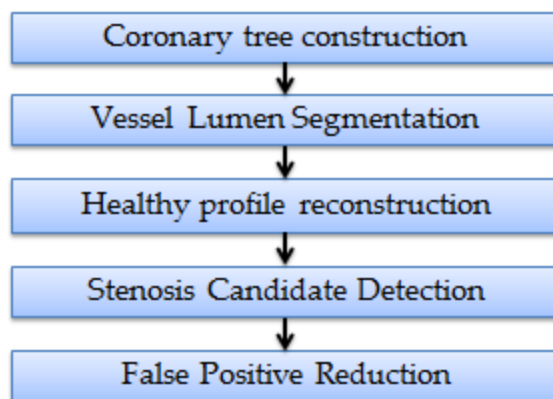 Coronary tree construction
Vessel Lumen Segmentation
Healthy profile reconstruction
Stenosis Candidate Detection
False Positive Reduction